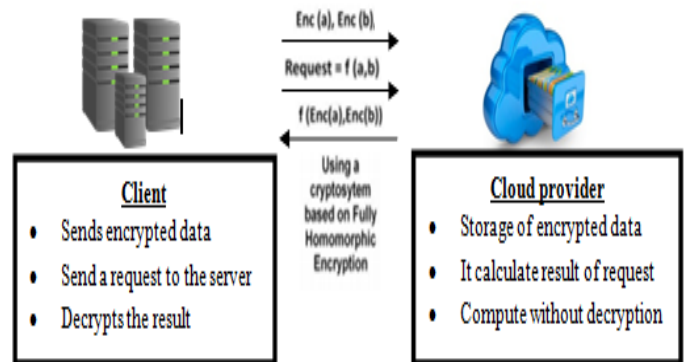 Enc (a), Enc (b)
Request = f (a,b)
f (Enc(a),Enc(b))
Using a
cryptosytem
based on Fully
Homomorphic
Encryption
Client
• Sends encrypted data
• Send a request to the server
• Decrypts the result
Cloud provider
• Storage of encrypted data
• It calculate result of request
• Compute without decryption